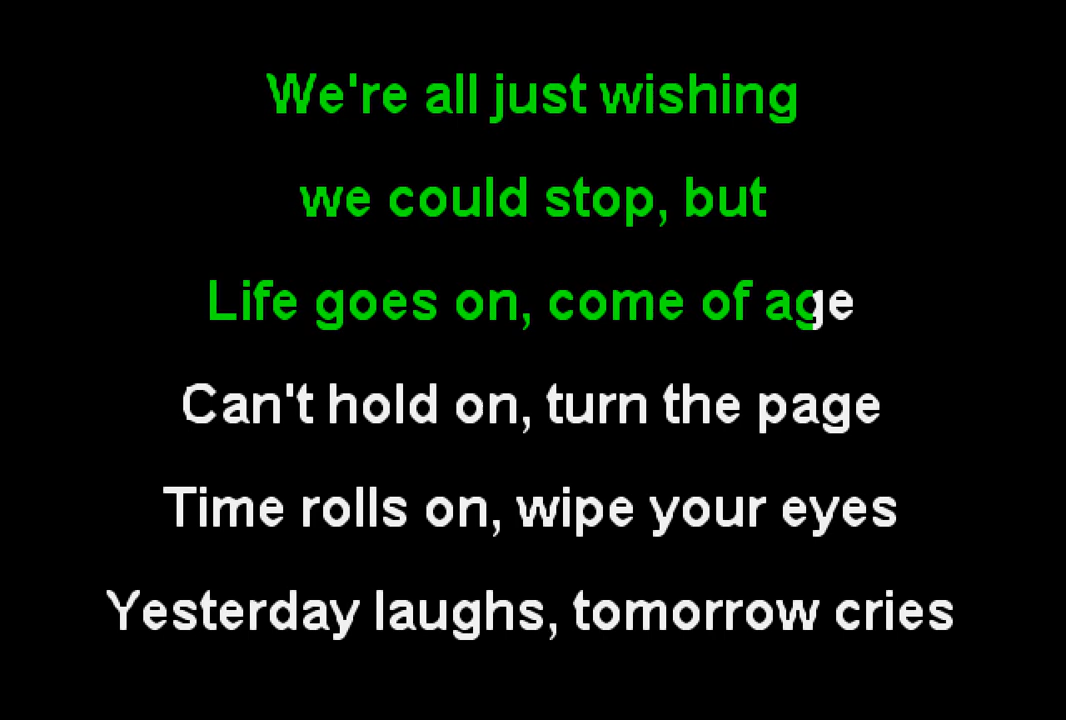 We're all just wishing
we could stop, but
Life goes on, come of age
Can't hold on, turn the page
Time rolls on, wipe your eyes
Yesterday laughs, tomorrow cries